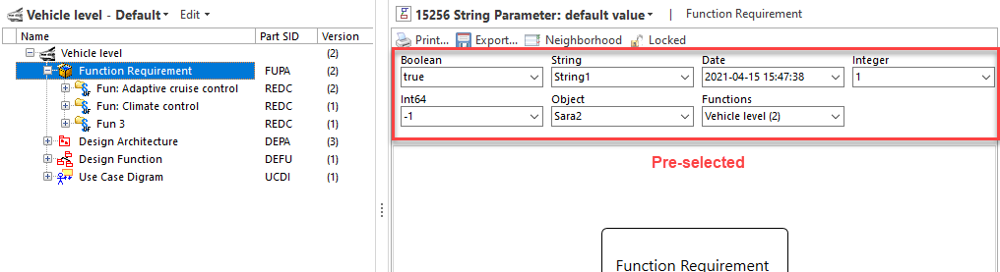 Vehicle level - Default Edit
Name Part SID Version
Vehicle level (2)
Function Requirement FUPA (2)
Fun: Adaptive cruise control REDC (2)
Fun: Climate control REDC (1)
Fun 3 REDC (1)
Design Architecture DEPA (3)
Design Function DEFU (1)
Use Case Digram UCDI (1)
15256 String Parameter: default value | Function Requirement
Print... Export... Neighborhood Locked
Boolean String Date Integer
true String1 2021-04-15 15:47:38 1
Int64 Object Functions
-1 Sara2 Vehicle level (2)
Pre-selected
Function Requirement